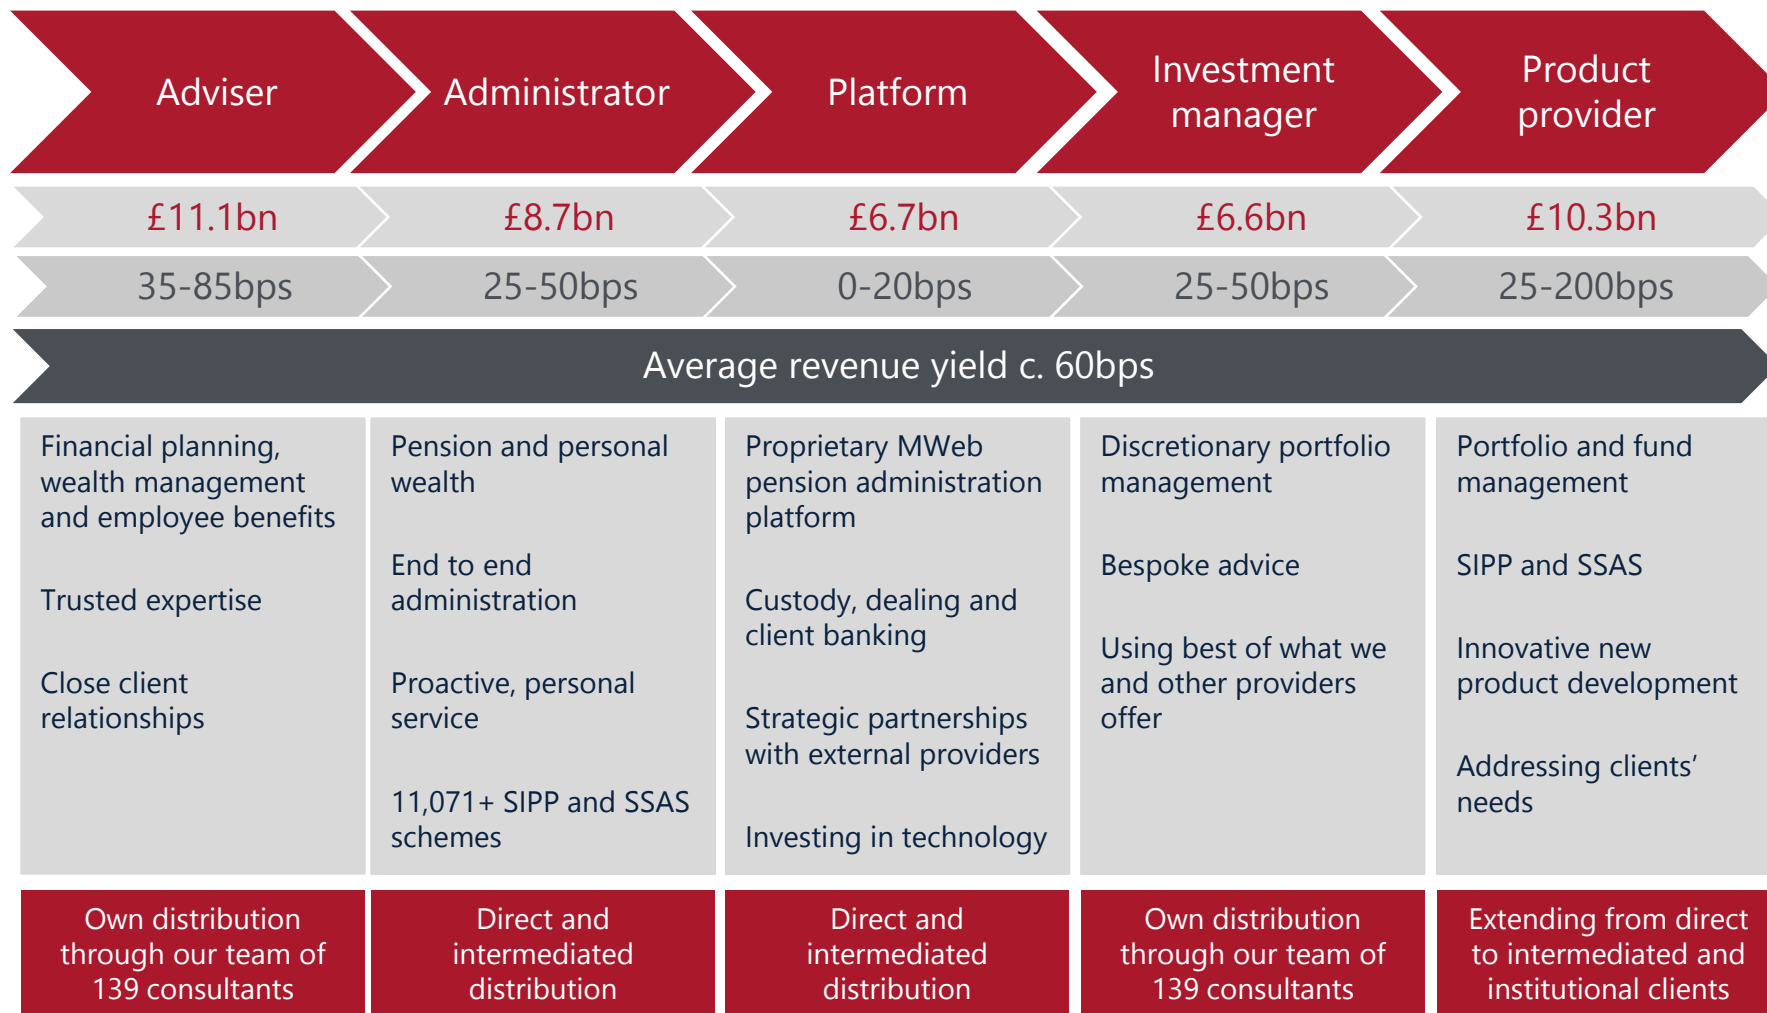 Adviser
Administrator
Platform
Investment
manager
Product
provider
£11.1bn
£8.7bn
£6.7bn
£6.6bn
£10.3bn
35-85bps
25-50bps
0-20bps
25-50bps
25-200bps
Average revenue yield c. 60bps
Financial planning,
wealth management
and employee benefits
Trusted expertise
Close client
relationships
Pension and personal
wealth
End to end
administration
Proactive, personal
service
11,071+ SIPP and SSAS
schemes
Proprietary MWeb
pension administration
platform
Custody, dealing and
client banking
Strategic partnerships
with external providers
Investing in technology
Discretionary portfolio
management
Bespoke advice
Using best of what we
and other providers
offer
Portfolio and fund
management
SIPP and SSAS
Innovative new
product development
Addressing clients’
needs
Own distribution
through our team of
139 consultants
Direct and
intermediated
distribution
Direct and
intermediated
distribution
Own distribution
through our team of
139 consultants
Extending from direct
to intermediated and
institutional clients